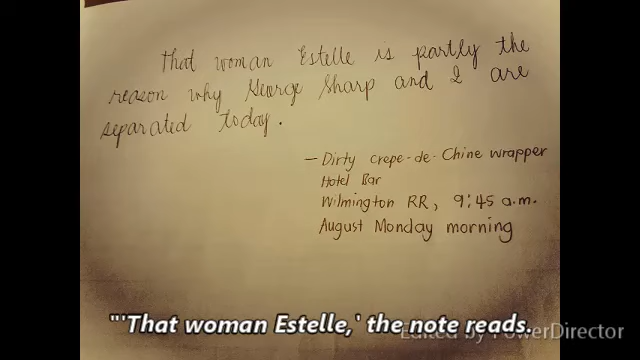 That woman Estelle is partly the
reason why George Sharp and I are
separated today.
- Dirty crepe-de-Chine wrapper
Hotel Bar
Wilmington RR, 9:45 a.m.
August Monday morning
"'That woman Estelle,' the note reads.
Edited by PowerDirector